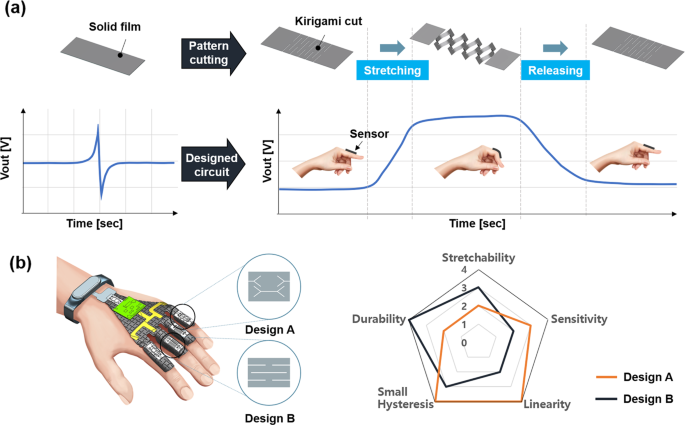 (a)
Solid film
Pattern
cutting
Kirigami cut
Stretching
Releasing
Vout [V]
Time [sec]
Designed
circuit
Vout [V]
Sensor
Time [sec]
(b)
Design A
Design B
Stretchability
4
3
2
1
0
Sensitivity
Durability
Small
Hysteresis
Linearity
Design A
Design B